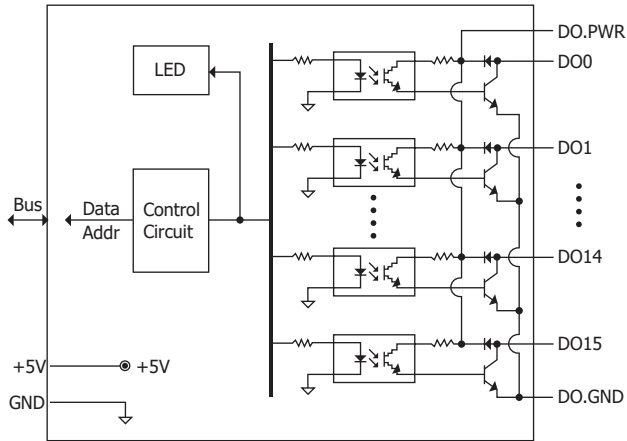 DO.PWR
LED
DO0
DO1
Bus
Data
Addr
Control
Circuit
DO14
DO15
+5V
+5V
GND
DO.GND